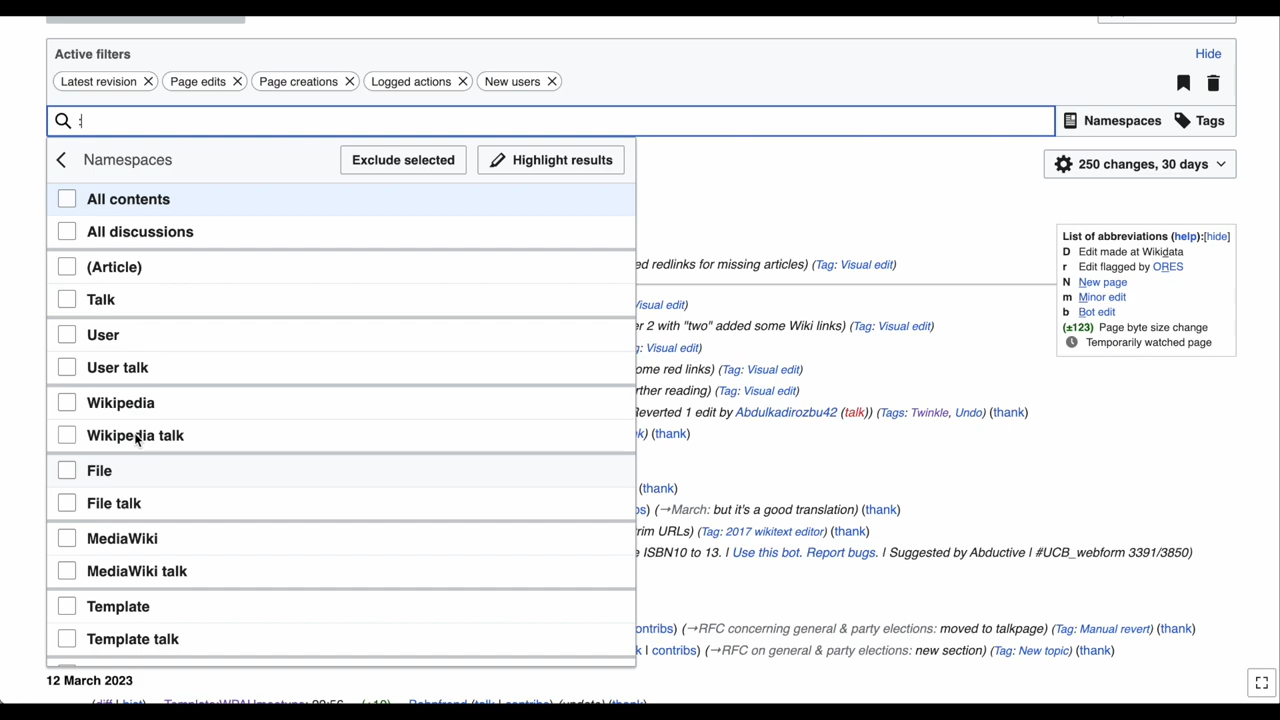 Active filters Hide
Latest revision Page edits Page creations Logged actions New users
: Namespaces Tags
Namespaces Exclude selected Highlight results
250 changes, 30 days
All contents
All discussions
(Article)
Talk
User
User talk
Wikipedia
Wikipedia talk
File
File talk
MediaWiki
MediaWiki talk
Template
Template talk
List of abbreviations (help):[hide]
D Edit made at Wikidata
r Edit flagged by ORES
N New page
m Minor edit
b Bot edit
(±123) Page byte size change
Temporarily watched page
ed redlinks for missing articles) (Tag: Visual edit)
Visual edit)
er 2 with "two" added some Wiki links) (Tag: Visual edit)
g: Visual edit)
ome red links) (Tag: Visual edit)
rther reading) (Tag: Visual edit)
Reverted 1 edit by Abdulkadirozbu42 (talk)) (Tags: Twinkle, Undo) (thank)
k) (thank)
(thank)
bs) (→March: but it's a good translation) (thank)
rim URLs) (Tag: 2017 wikitext editor) (thank)
e ISBN10 to 13. | Use this bot. Report bugs. | Suggested by Abductive | #UCB_webform 3391/3850)
contribs) (→RFC concerning general & party elections: moved to talkpage) (Tag: Manual revert) (thank)
k | contribs) (→RFC on general & party elections: new section) (Tag: New topic) (thank)
12 March 2023